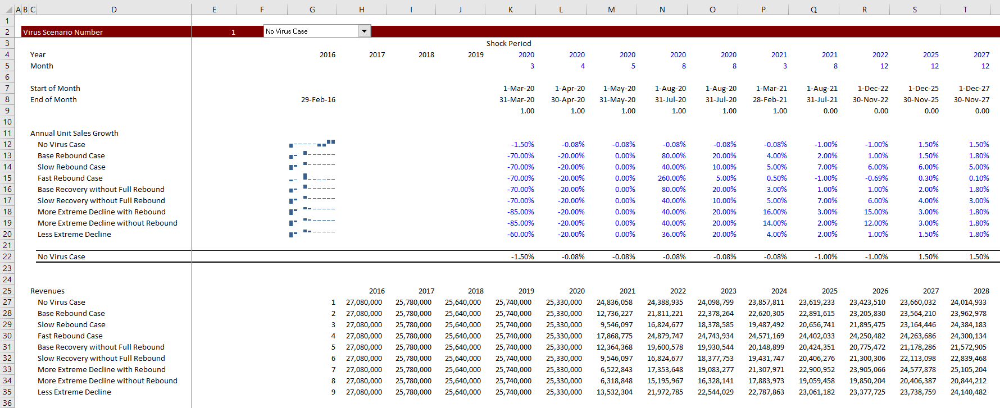 A B C D E F G H I J K L M N O P Q R S T
1
2 Virus Scenario Number 1 No Virus Case
3 Shock Period
4 Year 2016 2017 2018 2019 2020 2020 2020 2020 2020 2021 2021 2022 2025 2027
5 Month 3 4 5 8 8 3 8 12 12 12
6
7 Start of Month 1-Mar-20 1-Apr-20 1-May-20 1-Aug-20 1-Aug-20 1-Mar-21 1-Aug-21 1-Dec-22 1-Dec-25 1-Dec-27
8 End of Month 29-Feb-16 31-Mar-20 30-Apr-20 31-May-20 31-Jul-20 31-Jul-20 28-Feb-21 31-Jul-21 30-Nov-22 30-Nov-25 30-Nov-27
9 1.00 1.00 1.00 1.00 1.00 1.00 0.00 0.00 0.00 0.00
10
11 Annual Unit Sales Growth
12 No Virus Case -1.50% -0.08% -0.08% -0.08% -0.08% -0.08% -1.00% -1.00% 1.50% 1.50%
13 Base Rebound Case -70.00% -20.00% 0.00% 80.00% 20.00% 4.00% 2.00% 1.00% 1.50% 1.80%
14 Slow Rebound Case -70.00% -20.00% 0.00% 40.00% 10.00% 5.00% 7.00% 6.00% 6.00% 5.00%
15 Fast Rebound Case -70.00% -20.00% 0.00% 260.00% 5.00% 0.50% -1.00% -0.69% 0.30% 0.10%
16 Base Recovery without Full Rebound -70.00% -20.00% 0.00% 80.00% 20.00% 3.00% 1.00% 1.00% 2.00% 1.80%
17 Slow Recovery without Full Rebound -70.00% -20.00% 0.00% 40.00% 10.00% 5.00% 7.00% 6.00% 4.00% 3.00%
18 More Extreme Decline with Rebound -85.00% -20.00% 0.00% 40.00% 20.00% 16.00% 3.00% 15.00% 3.00% 1.80%
19 More Extreme Decline without Rebound -85.00% -20.00% 0.00% 40.00% 20.00% 14.00% 2.00% 12.00% 3.00% 1.80%
20 Less Extreme Decline -60.00% -20.00% 0.00% 36.00% 20.00% 4.00% 2.00% 1.00% 1.50% 1.80%
21
22 No Virus Case -1.50% -0.08% -0.08% -0.08% -0.08% -0.08% -1.00% -1.00% 1.50% 1.50%
23
24
25 Revenues 2016 2017 2018 2019 2020 2021 2022 2023 2024 2025 2026 2027 2028
27 No Virus Case 1 27,080,000 25,780,000 25,640,000 25,740,000 25,330,000 24,836,058 24,388,935 24,098,799 23,857,811 23,619,233 23,423,510 23,660,032 24,014,933
28 Base Rebound Case 2 27,080,000 25,780,000 25,640,000 25,740,000 25,330,000 12,736,227 21,811,221 22,378,264 22,620,305 22,891,615 23,205,830 23,564,210 23,962,978
29 Slow Rebound Case 3 27,080,000 25,780,000 25,640,000 25,740,000 25,330,000 9,546,097 16,824,677 18,378,585 19,487,492 20,656,741 21,895,475 23,164,446 24,384,183
30 Fast Rebound Case 4 27,080,000 25,780,000 25,640,000 25,740,000 25,330,000 17,868,775 24,879,747 24,743,934 24,571,169 24,402,033 24,250,482 24,263,686 24,300,134
31 Base Recovery without Full Rebound 5 27,080,000 25,780,000 25,640,000 25,740,000 25,330,000 12,364,368 19,600,578 19,930,544 20,148,899 20,424,351 20,775,472 21,178,286 21,572,905
32 Slow Recovery without Full Rebound 6 27,080,000 25,780,000 25,640,000 25,740,000 25,330,000 9,546,097 16,824,677 18,377,753 19,431,747 20,406,276 21,300,306 22,113,098 22,839,468
33 More Extreme Decline with Rebound 7 27,080,000 25,780,000 25,640,000 25,740,000 25,330,000 6,522,843 17,353,648 19,083,277 21,307,971 22,900,952 23,905,066 24,577,878 25,105,204
34 More Extreme Decline without Rebound 8 27,080,000 25,780,000 25,640,000 25,740,000 25,330,000 6,318,848 15,195,967 16,328,141 17,883,973 19,059,458 19,850,204 20,406,387 20,844,212
35 Less Extreme Decline 9 27,080,000 25,780,000 25,640,000 25,740,000 25,330,000 13,532,304 21,972,785 22,544,029 22,787,863 23,061,182 23,377,725 23,738,759 24,140,482
36